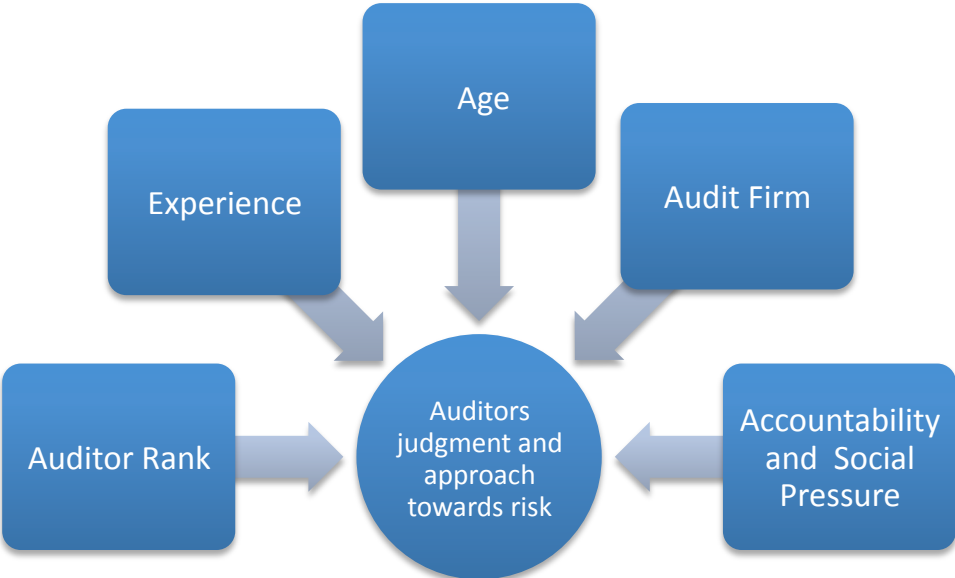 Age
Experience
Audit Firm
Auditor Rank
Auditors
judgment and
approach
towards risk
Accountability
and Social
Pressure